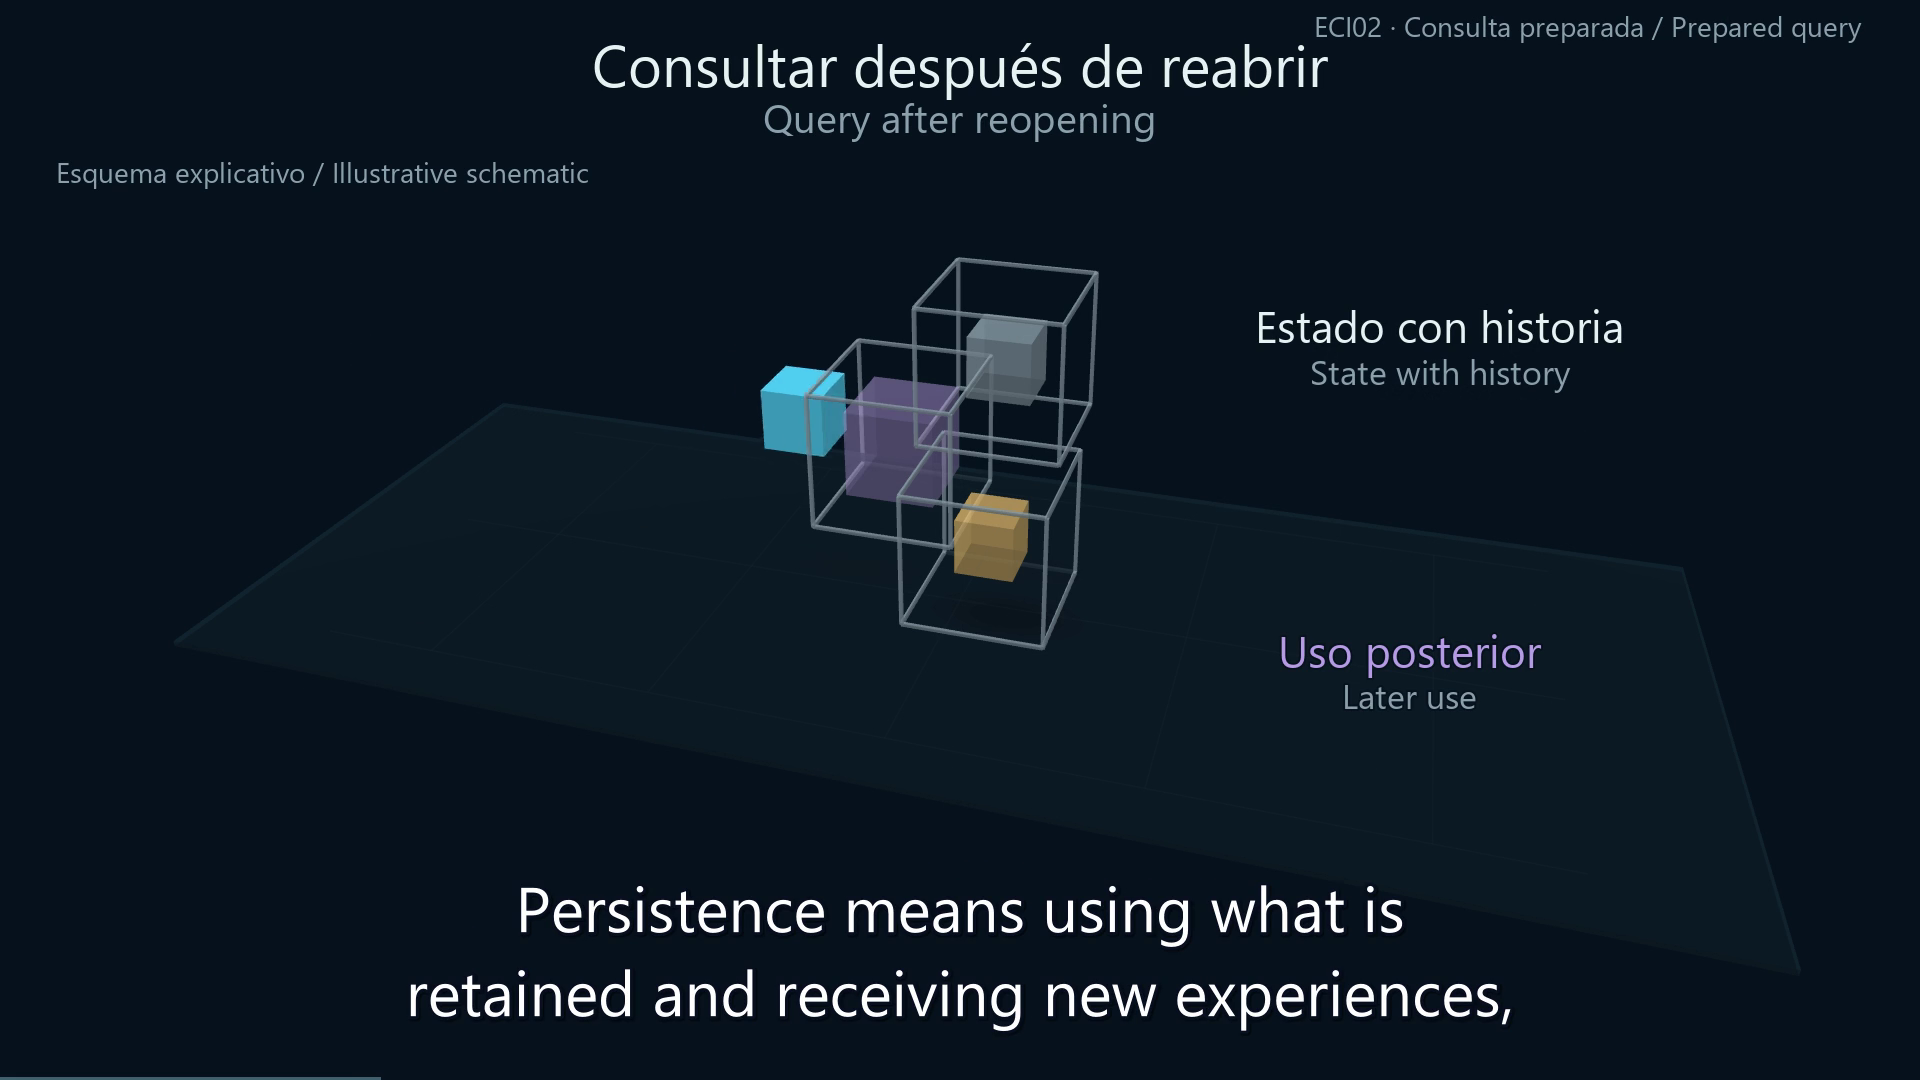 ECI02 · Consulta preparada / Prepared query
Consultar después de reabrir
Query after reopening
Esquema explicativo / Illustrative schematic
Estado con historia
State with history
Uso posterior
Later use
Persistence means using what is
retained and receiving new experiences,